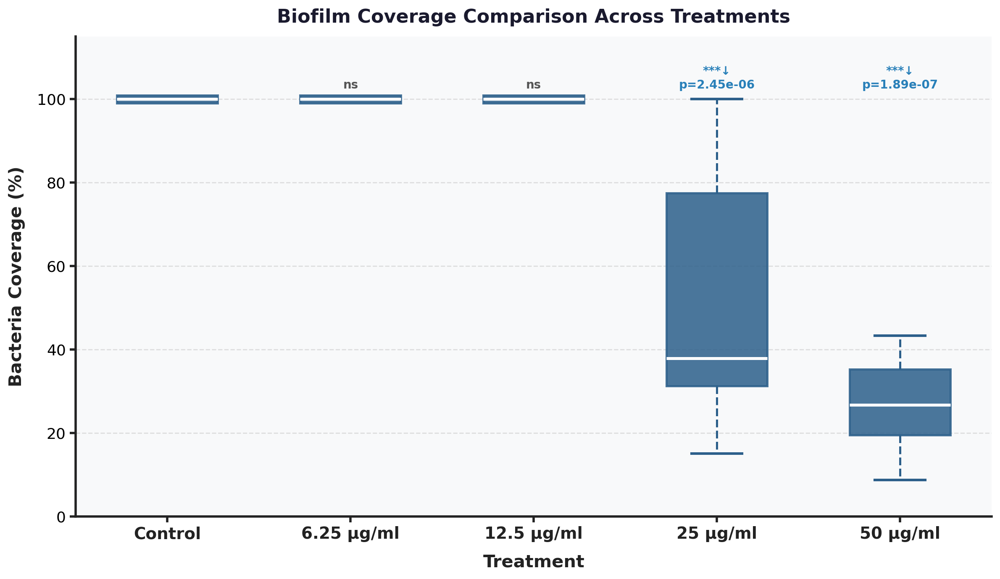 Biofilm Coverage Comparison Across Treatments
Bacteria Coverage (%)
100
80
60
40
20
0
ns
ns
***↓
p=2.45e-06
***↓
p=1.89e-07
Control
6.25 µg/ml
12.5 µg/ml
25 µg/ml
50 µg/ml
Treatment